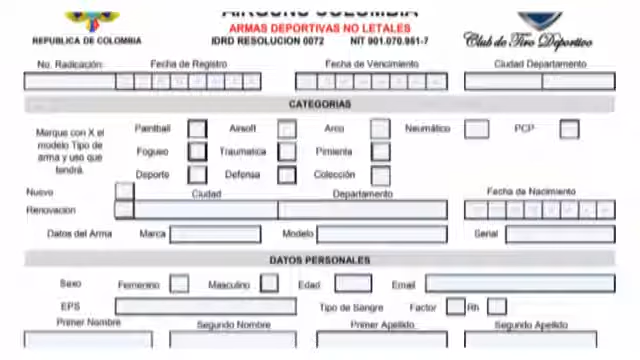 AIRGUNS COLOMBIA
ARMAS DEPORTIVAS NO LETALES
REPUBLICA DE COLOMBIA IDRD RESOLUCION 0072 NIT 901.070.951-7 Club de Tiro Deportivo
No. Radicación: Fecha de Registro Fecha de Vencimiento Ciudad Departamento
CATEGORIAS
Marque con X el modelo Tipo de arma y uso que tendrá.
Paintball Airsoft Arco Neumático PCP
Fogueo Traumatica Pimienta
Deporte Defensa Colección
Nuevo Ciudad Departamento Fecha de Nacimiento
Renovación
Datos del Arma Marca Modelo Serial
DATOS PERSONALES
Sexo Femenino Masculino Edad Email
EPS Tipo de Sangre Factor Rh
Primer Nombre Segundo Nombre Primer Apellido Segundo Apellido